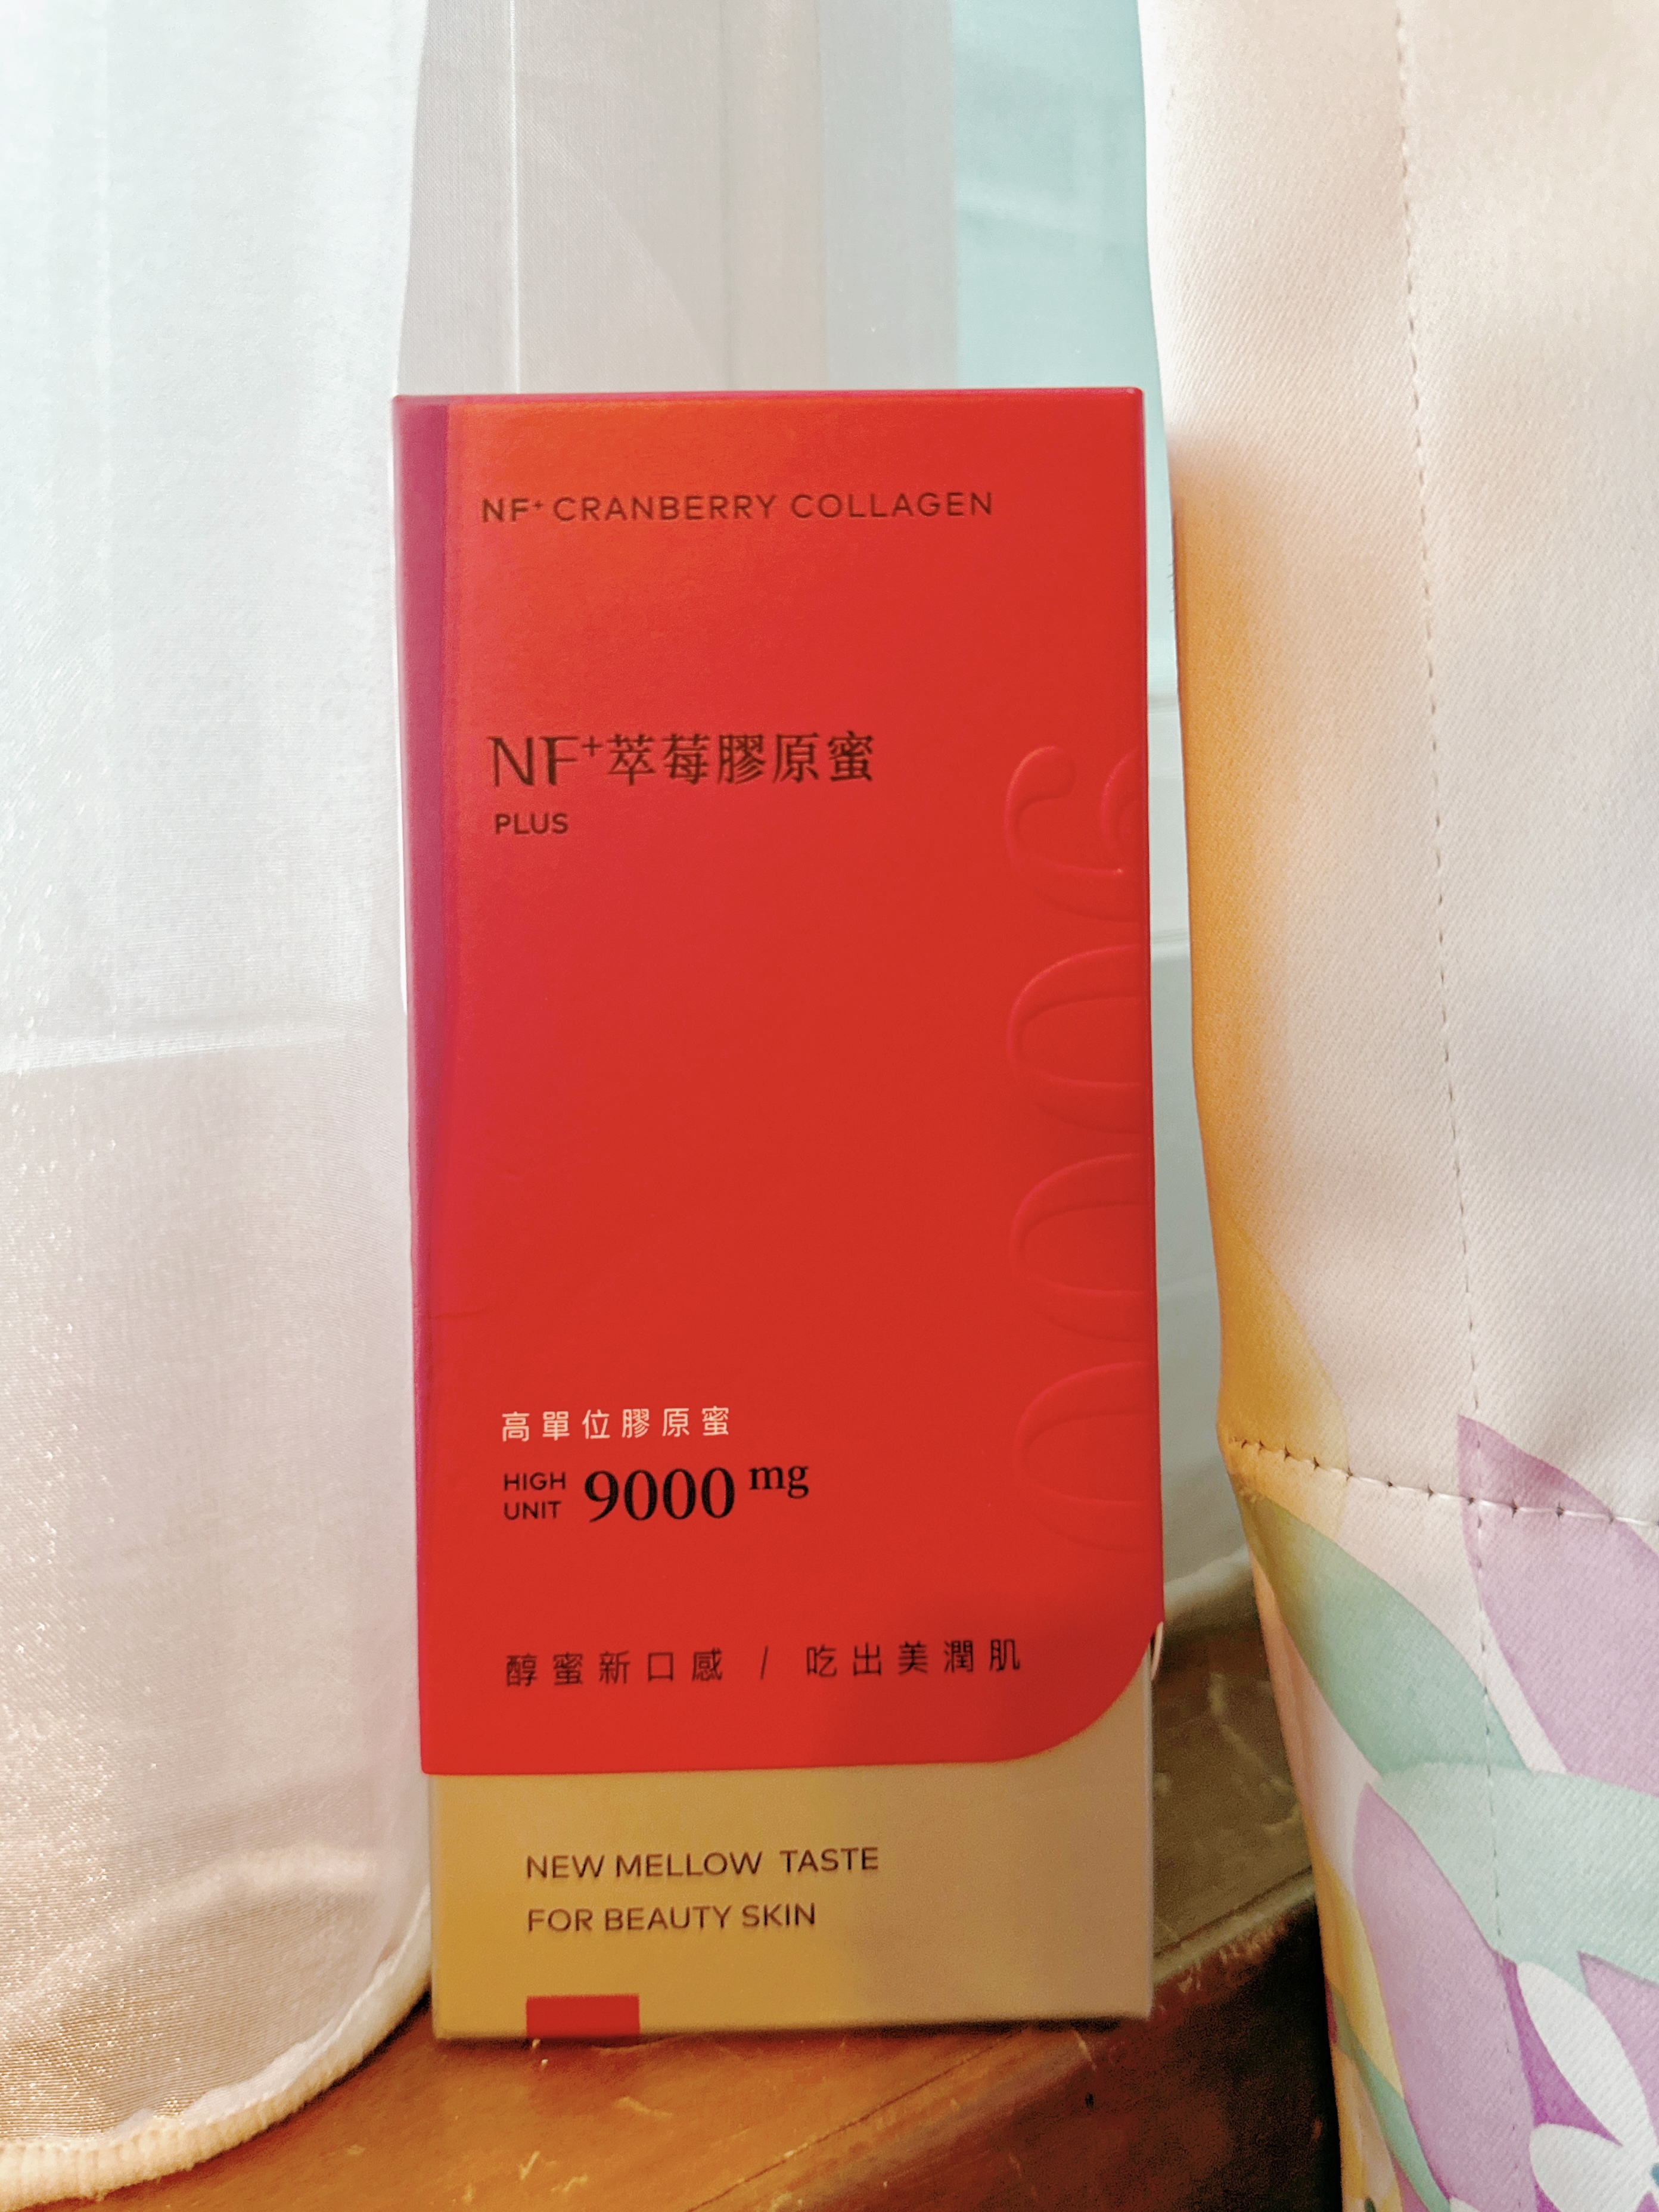 NF+ CRANBERRY COLLAGEN
NF+萃莓膠原蜜
PLUS
9000
高單位膠原蜜
HIGH UNIT 9000 mg
醇蜜新口感 / 吃出美潤肌
NEW MELLOW TASTE
FOR BEAUTY SKIN